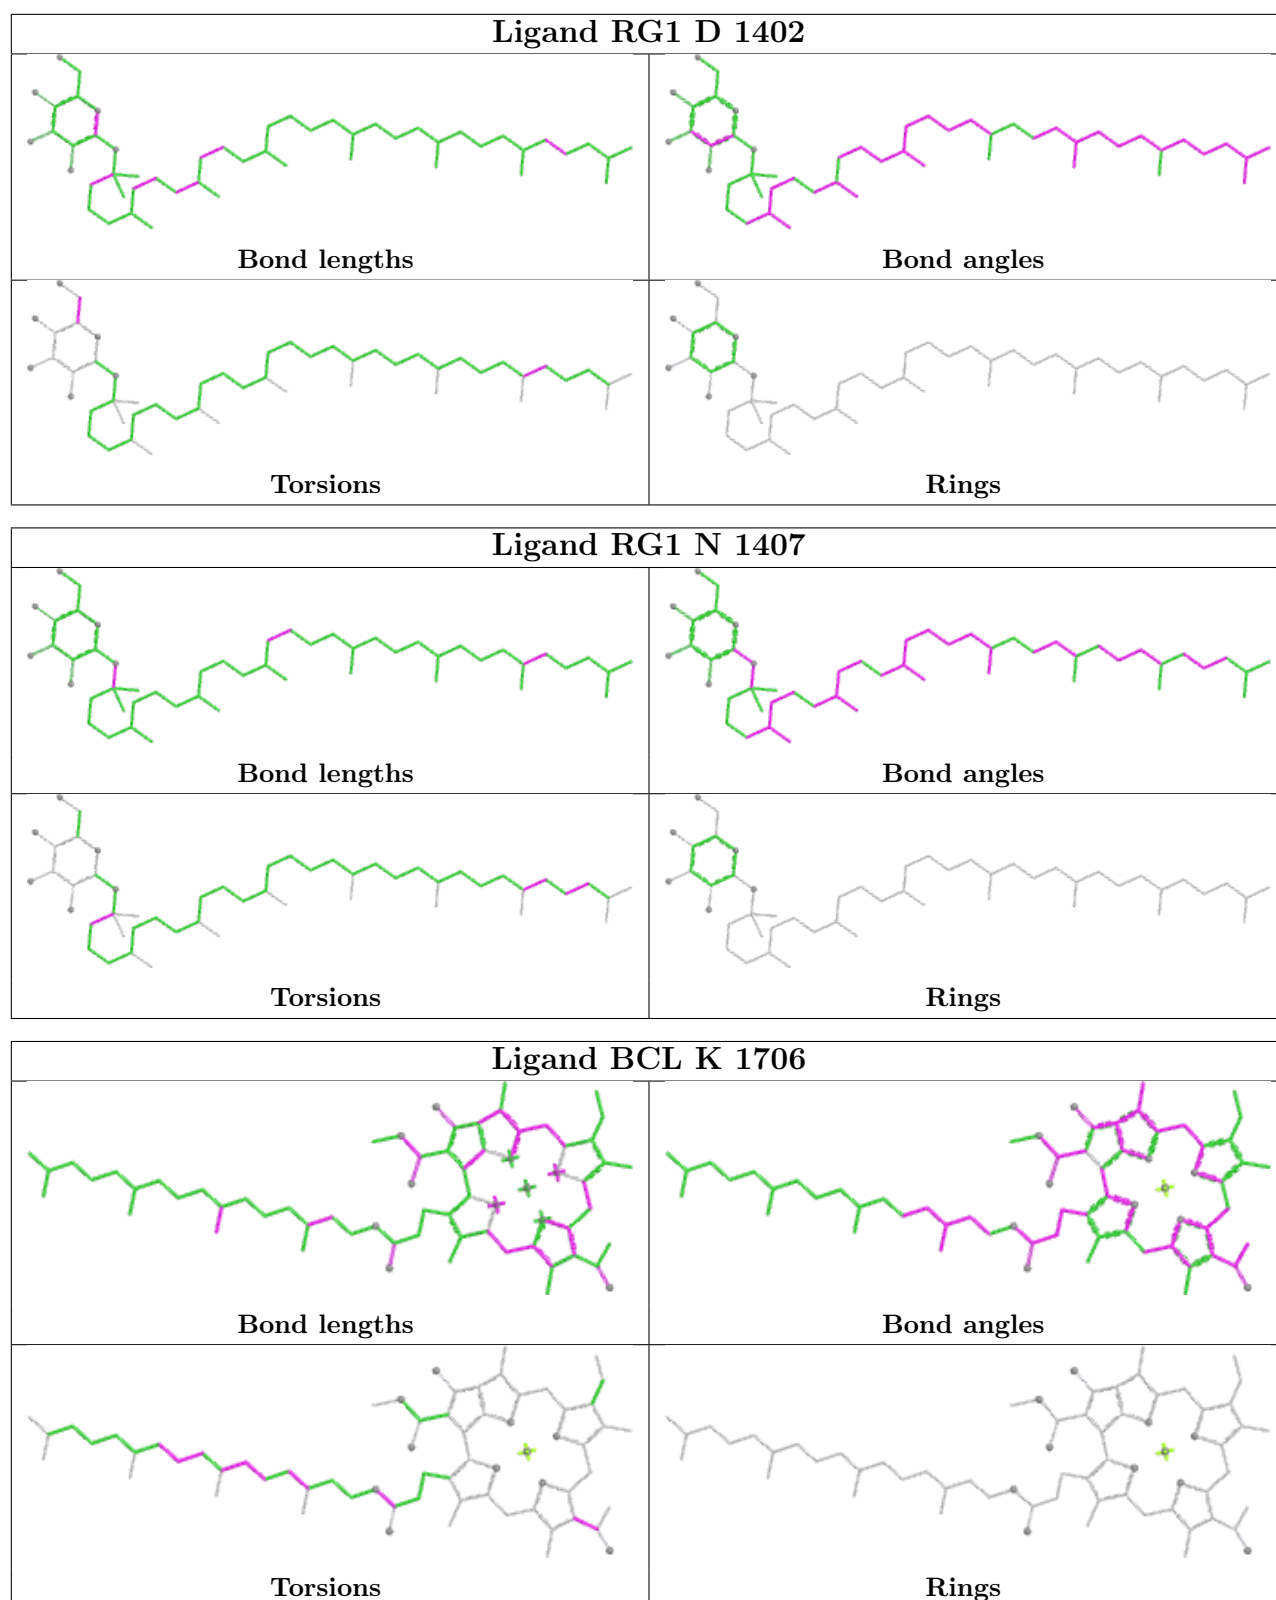 Ligand RG1 D 1402
Bond lengths
Bond angles
Torsions
Rings
Ligand RG1 N 1407
Bond lengths
Bond angles
Torsions
Rings
Ligand BCL K 1706
Bond lengths
Bond angles
Torsions
Rings